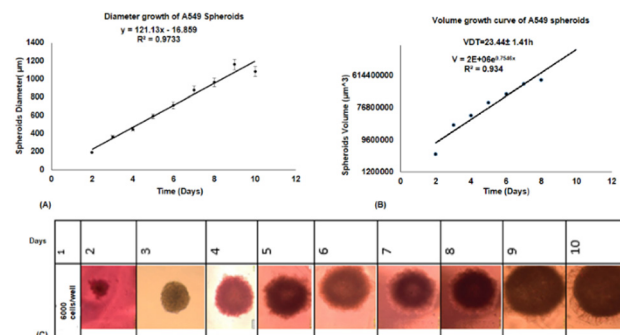 Diameter growth of A549 Spheroids
y = 121.13x - 16.859
R² = 0.9733
Spheroids Diameter( µm)
1400
1200
1000
800
600
400
200
0
0 2 4 6 8 10 12
Time (Days)
(A)
Volume growth curve of A549 spheroids
VDT=23.44± 1.41h
V = 2E+06e
R² = 0.934
Spheroids Volume (µm^3)
614400000
76800000
9600000
1200000
0 2 4 6 8 10 12
Time (Days)
(B)
Days 1 2 3 4 5 6 7 8 9 10
6000 cells/well
(C)